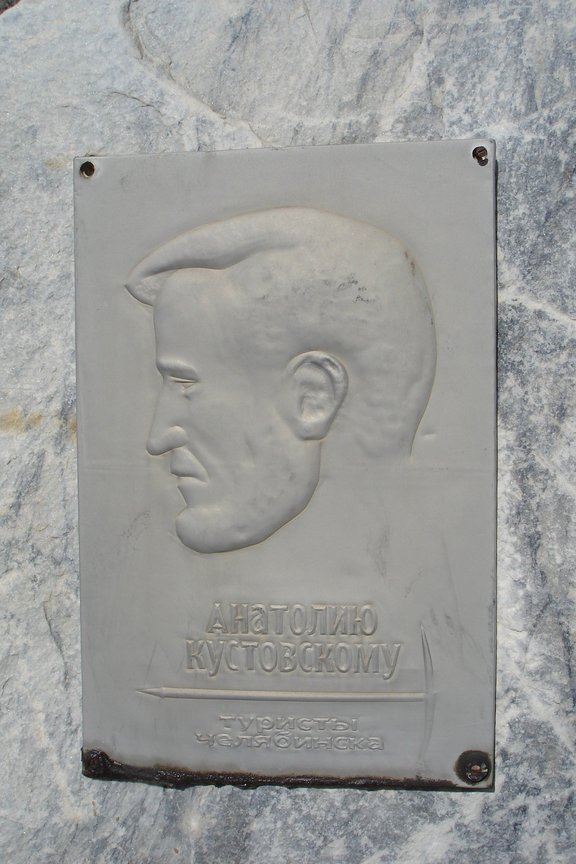 Анатолию
Кустовскому
туристы
челябинска